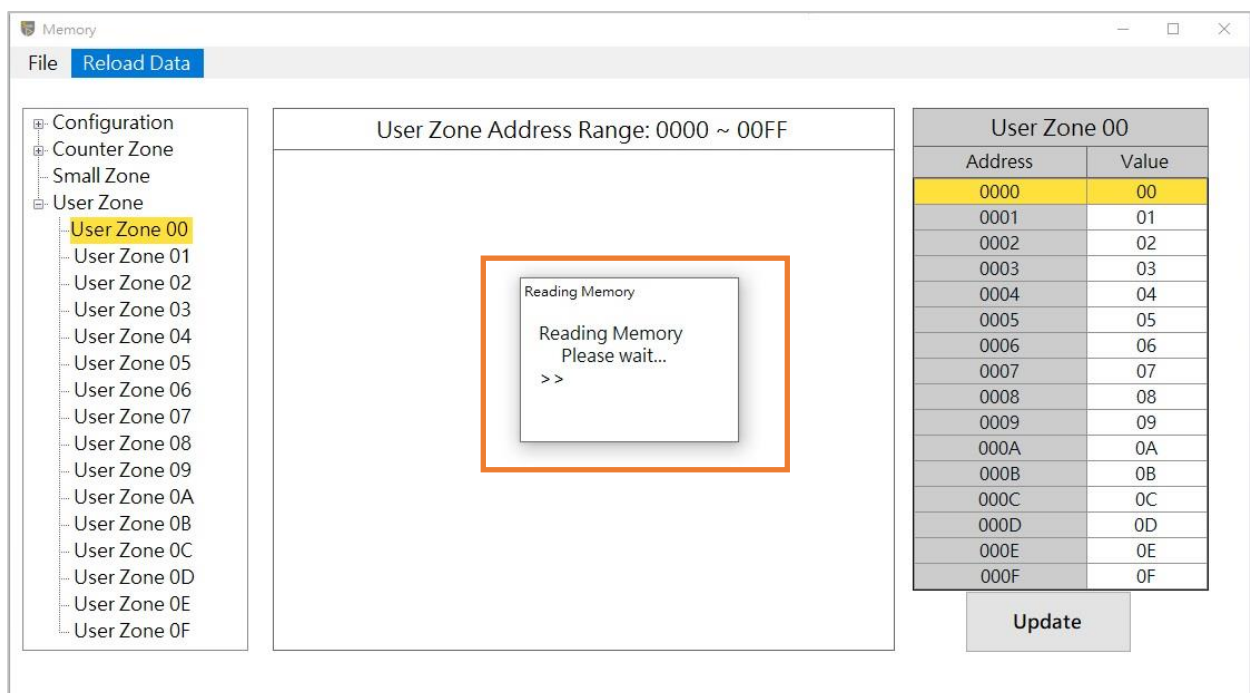 Memory
File Reload Data
Configuration
Counter Zone
Small Zone
User Zone
User Zone 00
User Zone 01
User Zone 02
User Zone 03
User Zone 04
User Zone 05
User Zone 06
User Zone 07
User Zone 08
User Zone 09
User Zone 0A
User Zone 0B
User Zone 0C
User Zone 0D
User Zone 0E
User Zone 0F
User Zone Address Range: 0000 ~ 00FF
Reading Memory
Reading Memory
Please wait...
>>
User Zone 00
Address Value
0000 00
0001 01
0002 02
0003 03
0004 04
0005 05
0006 06
0007 07
0008 08
0009 09
000A 0A
000B 0B
000C 0C
000D 0D
000E 0E
000F 0F
Update